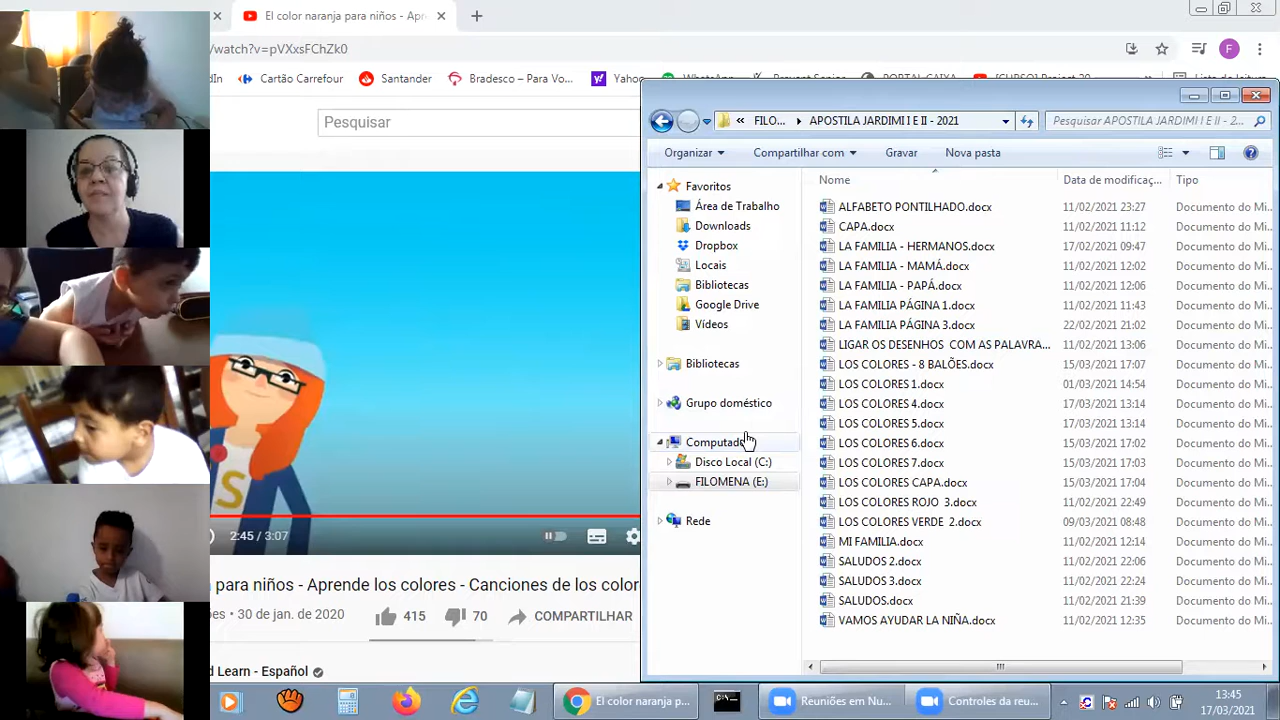 El color naranja para niños - Apr
/watch?v=pVXxsFChZk0
F
In
Cartão Carrefour
Santander
Bradesco – Para Vo...
Yahoo
WhatsApp
Prevent Senior
PORTAL CAIXA
[CURSO] Project 20
Lista de leitura
Pesquisar
FILO...
APOSTILA JARDIMI I E II - 2021
Pesquisar APOSTILA JARDIMI I E II - 2...
Organizar
Compartilhar com
Gravar
Nova pasta
Nome
Data de modificaç...
Tipo
Favoritos
Área de Trabalho
Downloads
Dropbox
Locais
Bibliotecas
Google Drive
Vídeos
Bibliotecas
Grupo doméstico
Computador
Disco Local (C:)
FILOMENA (E:)
Rede
ALFABETO PONTILHADO.docx 11/02/2021 23:27 Documento do Mi...
CAPA.docx 11/02/2021 11:12 Documento do Mi...
LA FAMILIA - HERMANOS.docx 17/02/2021 09:47 Documento do Mi...
LA FAMILIA - MAMÁ.docx 11/02/2021 12:02 Documento do Mi...
LA FAMILIA - PAPÁ.docx 11/02/2021 12:06 Documento do Mi...
LA FAMILIA PÁGINA 1.docx 11/02/2021 11:43 Documento do Mi...
LA FAMILIA PÁGINA 3.docx 22/02/2021 21:02 Documento do Mi...
LIGAR OS DESENHOS COM AS PALAVRA... 11/02/2021 13:06 Documento do Mi...
LOS COLORES - 8 BALÕES.docx 15/03/2021 17:07 Documento do Mi...
LOS COLORES 1.docx 01/03/2021 14:54 Documento do Mi...
LOS COLORES 4.docx 17/03/2021 13:14 Documento do Mi...
LOS COLORES 5.docx 17/03/2021 13:14 Documento do Mi...
LOS COLORES 6.docx 15/03/2021 17:02 Documento do Mi...
LOS COLORES 7.docx 15/03/2021 17:03 Documento do Mi...
LOS COLORES CAPA.docx 15/03/2021 17:04 Documento do Mi...
LOS COLORES ROJO 3.docx 11/02/2021 22:49 Documento do Mi...
LOS COLORES VERDE 2.docx 09/03/2021 08:48 Documento do Mi...
MI FAMILIA.docx 11/02/2021 12:14 Documento do Mi...
SALUDOS 2.docx 11/02/2021 22:06 Documento do Mi...
SALUDOS 3.docx 11/02/2021 22:24 Documento do Mi...
SALUDOS.docx 11/02/2021 21:39 Documento do Mi...
VAMOS AYUDAR LA NIÑA.docx 11/02/2021 12:35 Documento do Mi...
S
2:45 / 3:07
para niños - Aprende los colores - Canciones de los color
es • 30 de jan. de 2020
415
70
COMPARTILHAR
d Learn - Español
El color naranja p...
Reuniões em Nu...
Controles da reu...
13:45
17/03/2021